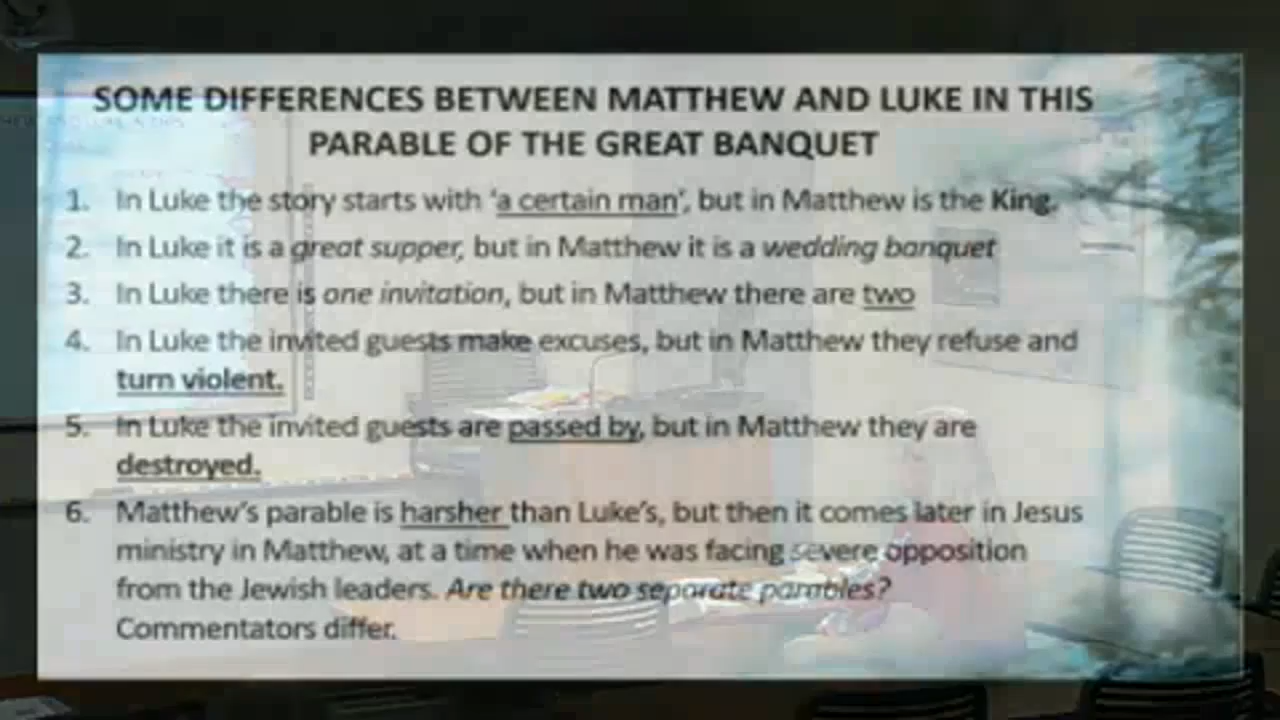 SOME DIFFERENCES BETWEEN MATTHEW AND LUKE IN THIS
PARABLE OF THE GREAT BANQUET
1. In Luke the story starts with ‘a certain man’, but in Matthew is the King.
2. In Luke it is a great supper, but in Matthew it is a wedding banquet
3. In Luke there is one invitation, but in Matthew there are two
4. In Luke the invited guests make excuses, but in Matthew they refuse and
turn violent.
5. In Luke the invited guests are passed by, but in Matthew they are
destroyed.
6. Matthew’s parable is harsher than Luke’s, but then it comes later in Jesus
ministry in Matthew, at a time when he was facing severe opposition
from the Jewish leaders. Are there two separate parables?
Commentators differ.